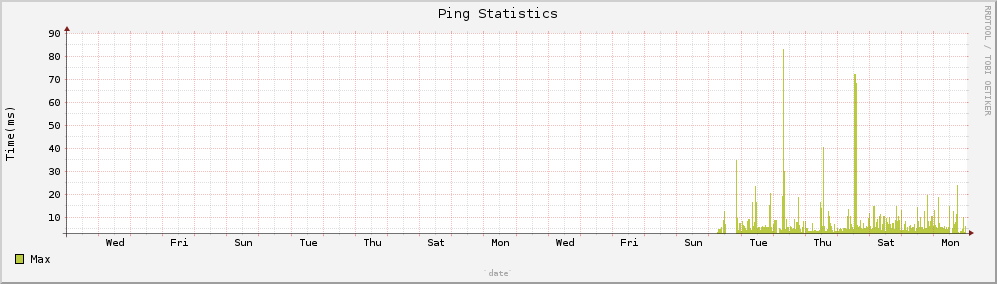 Ping Statistics
RRDTOOL / TOBI OETIKER
Time(ms)
90
80
70
60
50
40
30
20
10
Wed Fri Sun Tue Thu Sat Mon Wed Fri Sun Tue Thu Sat Mon
Max
`date`